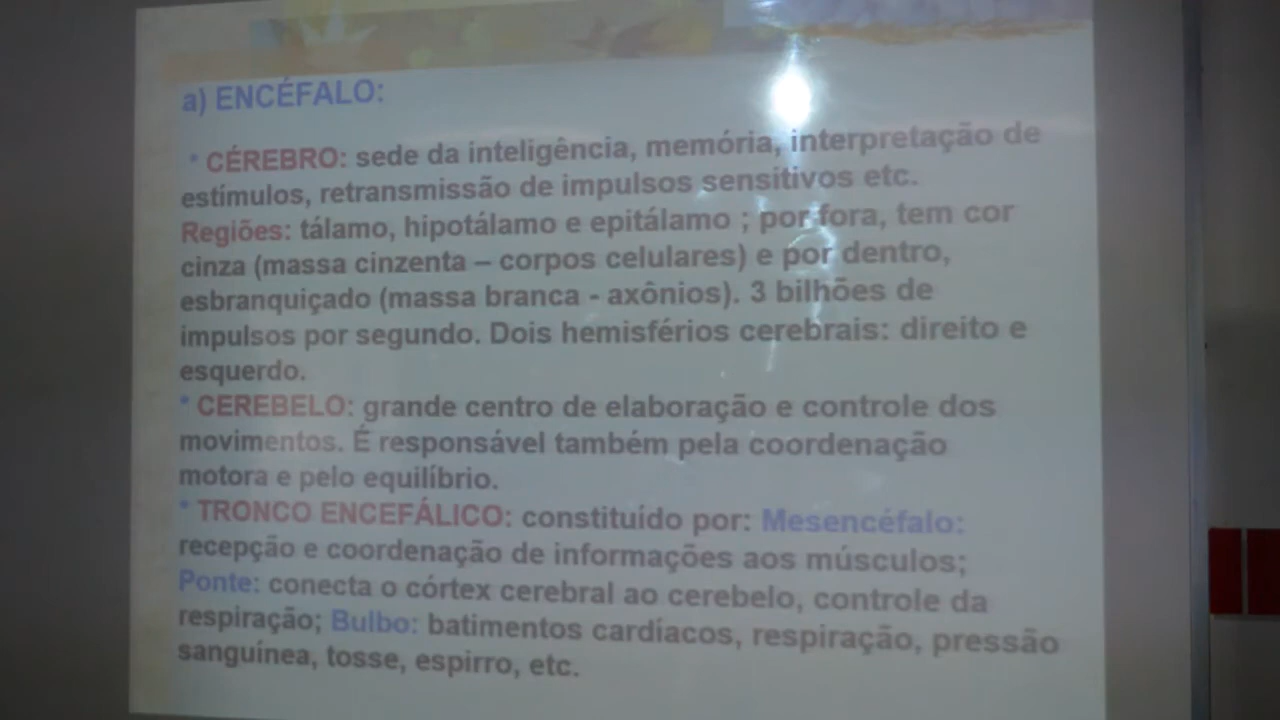 a) ENCÉFALO:
* CÉREBRO: sede da inteligência, memória, interpretação de
estímulos, retransmissão de impulsos sensitivos etc.
Regiões: tálamo, hipotálamo e epitálamo ; por fora, tem cor
cinza (massa cinzenta – corpos celulares) e por dentro,
esbranquiçado (massa branca - axônios). 3 bilhões de
impulsos por segundo. Dois hemisférios cerebrais: direito e
esquerdo.
* CEREBELO: grande centro de elaboração e controle dos
movimentos. É responsável também pela coordenação
motora e pelo equilíbrio.
* TRONCO ENCEFÁLICO: constituído por: Mesencéfalo:
recepção e coordenação de informações aos músculos;
Ponte: conecta o córtex cerebral ao cerebelo, controle da
respiração; Bulbo: batimentos cardíacos, respiração, pressão
sanguínea, tosse, espirro, etc.